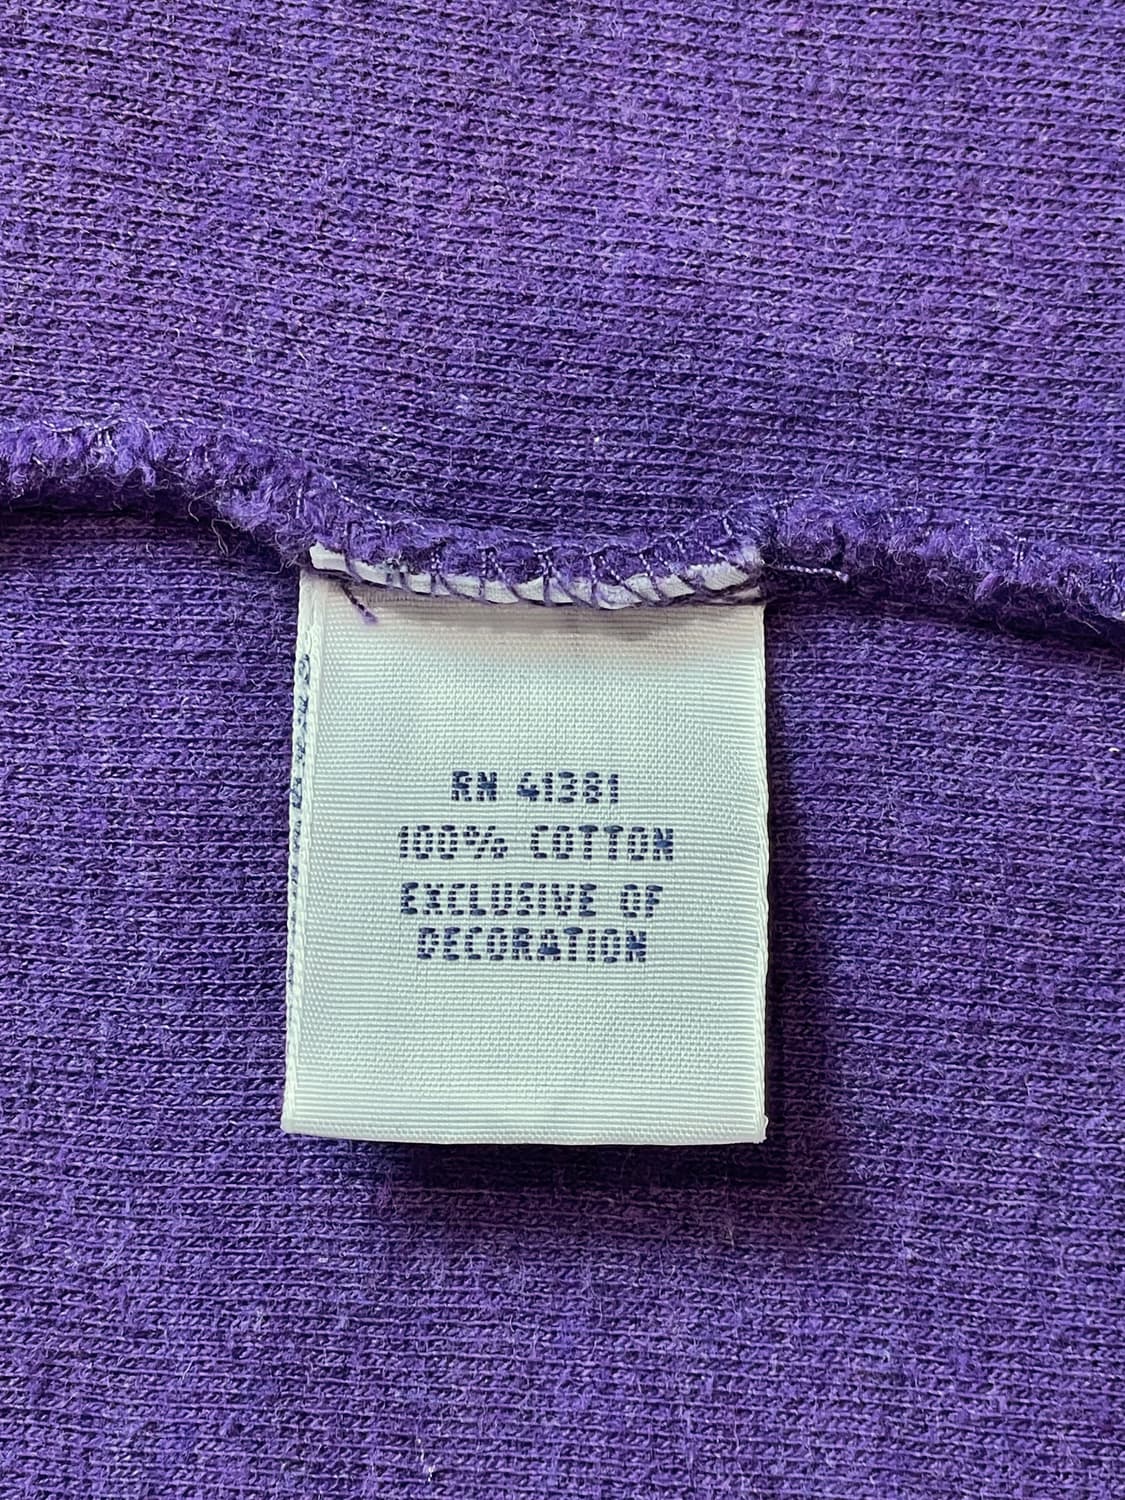 RN 41381
100% COTTON
EXCLUSIVE OF
DECORATION